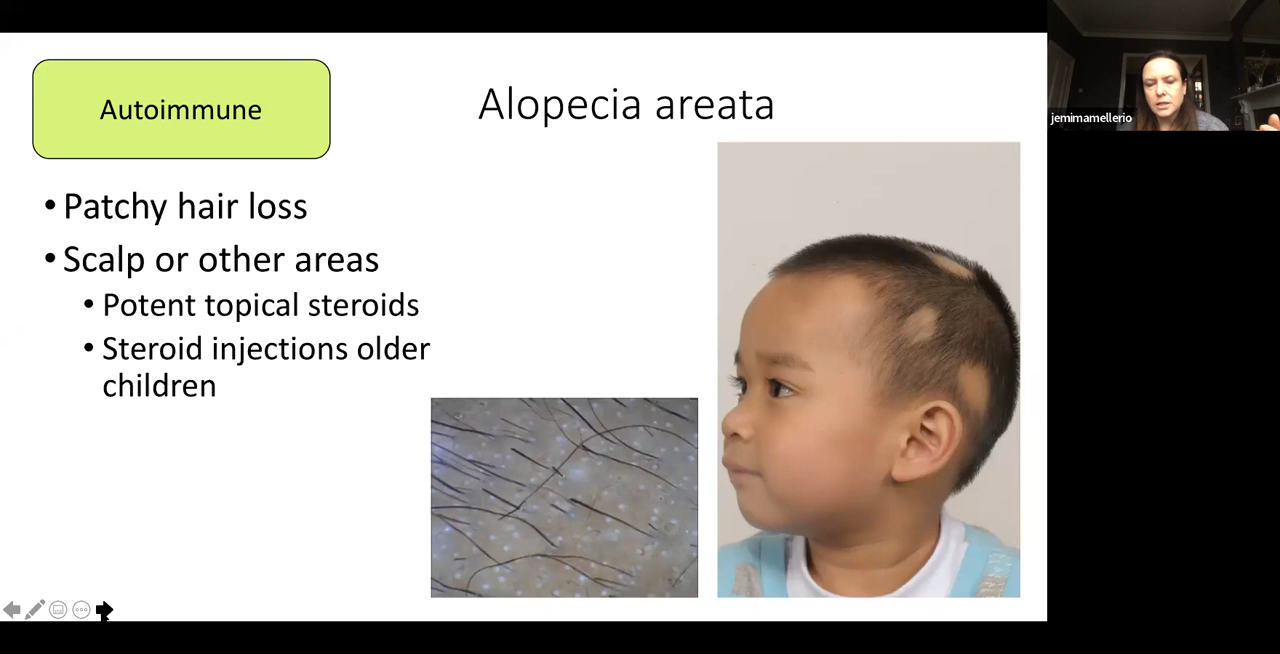 Autoimmune
Alopecia areata
• Patchy hair loss
• Scalp or other areas
• Potent topical steroids
• Steroid injections older
children
jemimamellerio